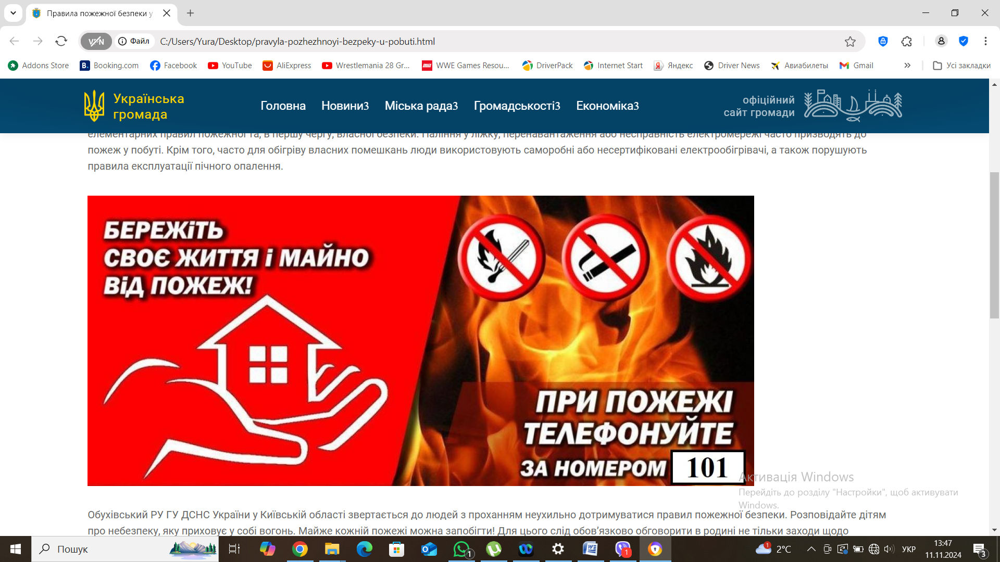 Правила пожежної безпеки у
VPN
Файл
C:/Users/Yura/Desktop/pravyla-pozhezhnoyi-bezpeky-u-pobuti.html
Addons Store
Booking.com
Facebook
YouTube
AliExpress
Wrestlemania 28 Gr...
WWE Games Resou...
DriverPack
Internet Start
Яндекс
Driver News
Авиабилеты
Gmail
Усі закладки
Українська
громада
Головна
Новини3
Міська рада3
Громадськості3
Економіка3
офіційний
сайт громади
елементарних правил пожежної та, в першу чергу, власної безпеки. Паління у ліжку, перенавантаження або несправність електромережі часто призводять до
пожеж у побуті. Крім того, часто для обігріву власних помешкань люди використовують саморобні або несертифіковані електрообігрівачі, а також порушують
правила експлуатації пічного опалення.
БЕРЕЖіТЬ
СВОЄ ЖИТТЯ і МАЙНО
ВіД ПОЖЕЖ!
ПРИ ПОЖЕЖІ
ТЕЛЕФОНУЙТЕ
ЗА НОМЕРОМ 101
Активація Windows
Перейдіть до розділу "Настройки", щоб активувати
Windows.
Обухівський РУ ГУ ДСНС України у Київській області звертається до людей з проханням неухильно дотримуватися правил пожежної безпеки. Розповідайте дітям
про небезпеку, яку приховує у собі вогонь. Майже кожній пожежі можна запобігти! Для цього слід обов’язково обговорити в родині не тільки заходи щодо
Пошук
1
1
1
2°C
УКР
13:47
11.11.2024
3